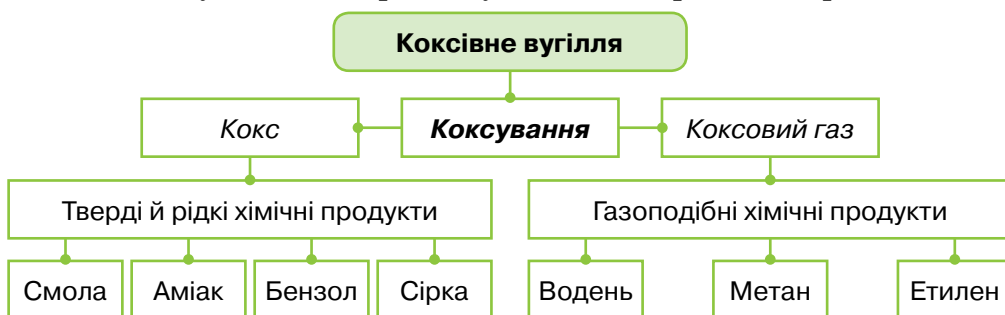 Коксівне вугілля
Кокс
Коксування
Коксовий газ
Тверді й рідкі хімічні продукти
Газоподібні хімічні продукти
Смола
Аміак
Бензол
Сірка
Водень
Метан
Етилен